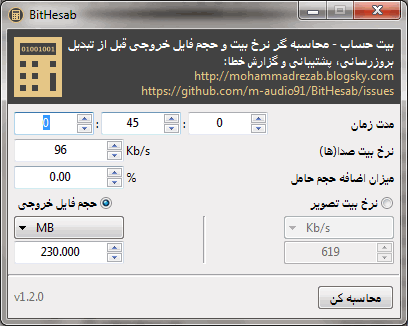 BitHesab
01001001
بیت حساب - محاسبه گر نرخ بیت و حجم فایل خروجی قبل از تبدیل
بروزرسانی، پشتیبانی و گزارش خطا:
http://mohammadrezab.blogsky.com
https://github.com/m-audio91/BitHesab/issues
مدت زمان
0 : 45 : 0
نرخ بیت صدا(ها)
96 Kb/s
میزان اضافه حجم حامل
0.00 %
نرخ بیت تصویر
حجم فایل خروجی
Kb/s
MB
619
230.000
محاسبه کن
v1.2.0